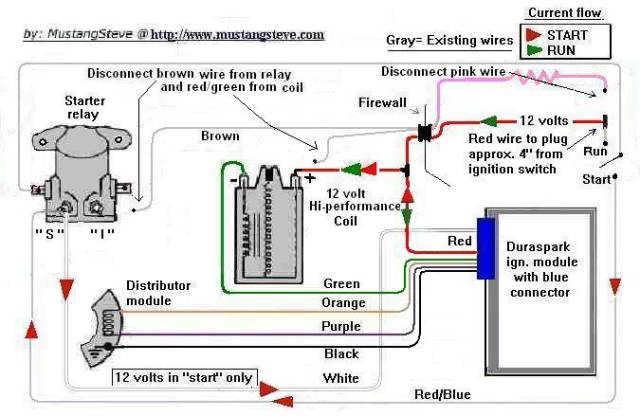 by: MustangSteve @ http://www.mustangsteve.com
Current flow
START
RUN
Gray= Existing wires
Disconnect brown wire from relay
and red/green from coil
Disconnect pink wire
Starter
relay
Firewall
Brown
12 volts
Red wire to plug
approx. 4" from
ignition switch
Run
Start
- +
12 volt
Hi-performance
Coil
"S" "I"
Red
Duraspark
ign. module
with blue
connector
Distributor
module
Green
Orange
Purple
Black
12 volts in "start" only
White
Red/Blue